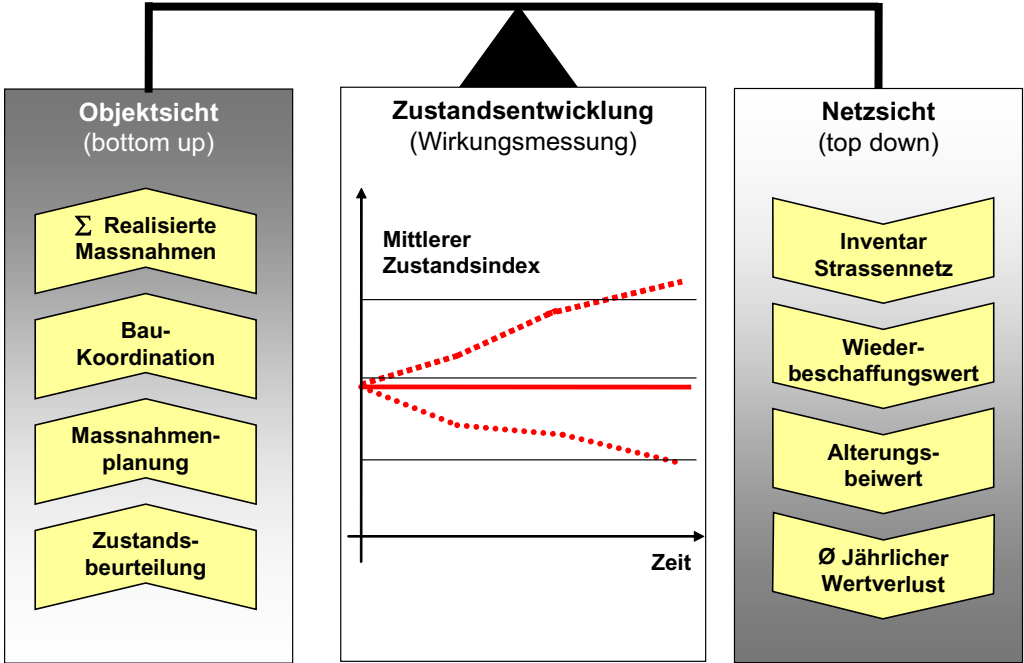 Objektsicht
(bottom up)
Σ Realisierte
Massnahmen
Bau-
Koordination
Massnahmen-
planung
Zustands-
beurteilung
Zustandsentwicklung
(Wirkungsmessung)
Mittlerer
Zustandsindex
Zeit
Netzsicht
(top down)
Inventar
Strassennetz
Wieder-
beschaffungswert
Alterungs-
beiwert
Ø Jährlicher
Wertverlust